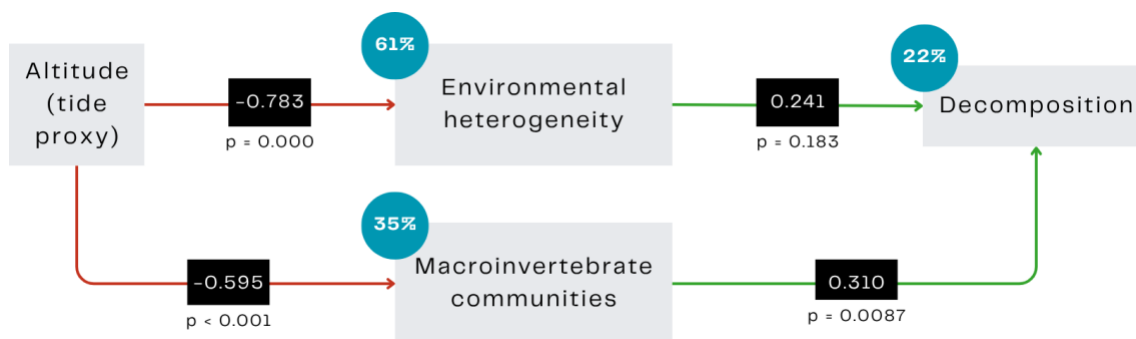 61%
22%
Altitude
(tide
proxy)
-0.783
p = 0.000
Environmental
heterogeneity
0.241
p = 0.183
Decomposition
35%
-0.595
p < 0.001
Macroinvertebrate
communities
0.310
p = 0.0087